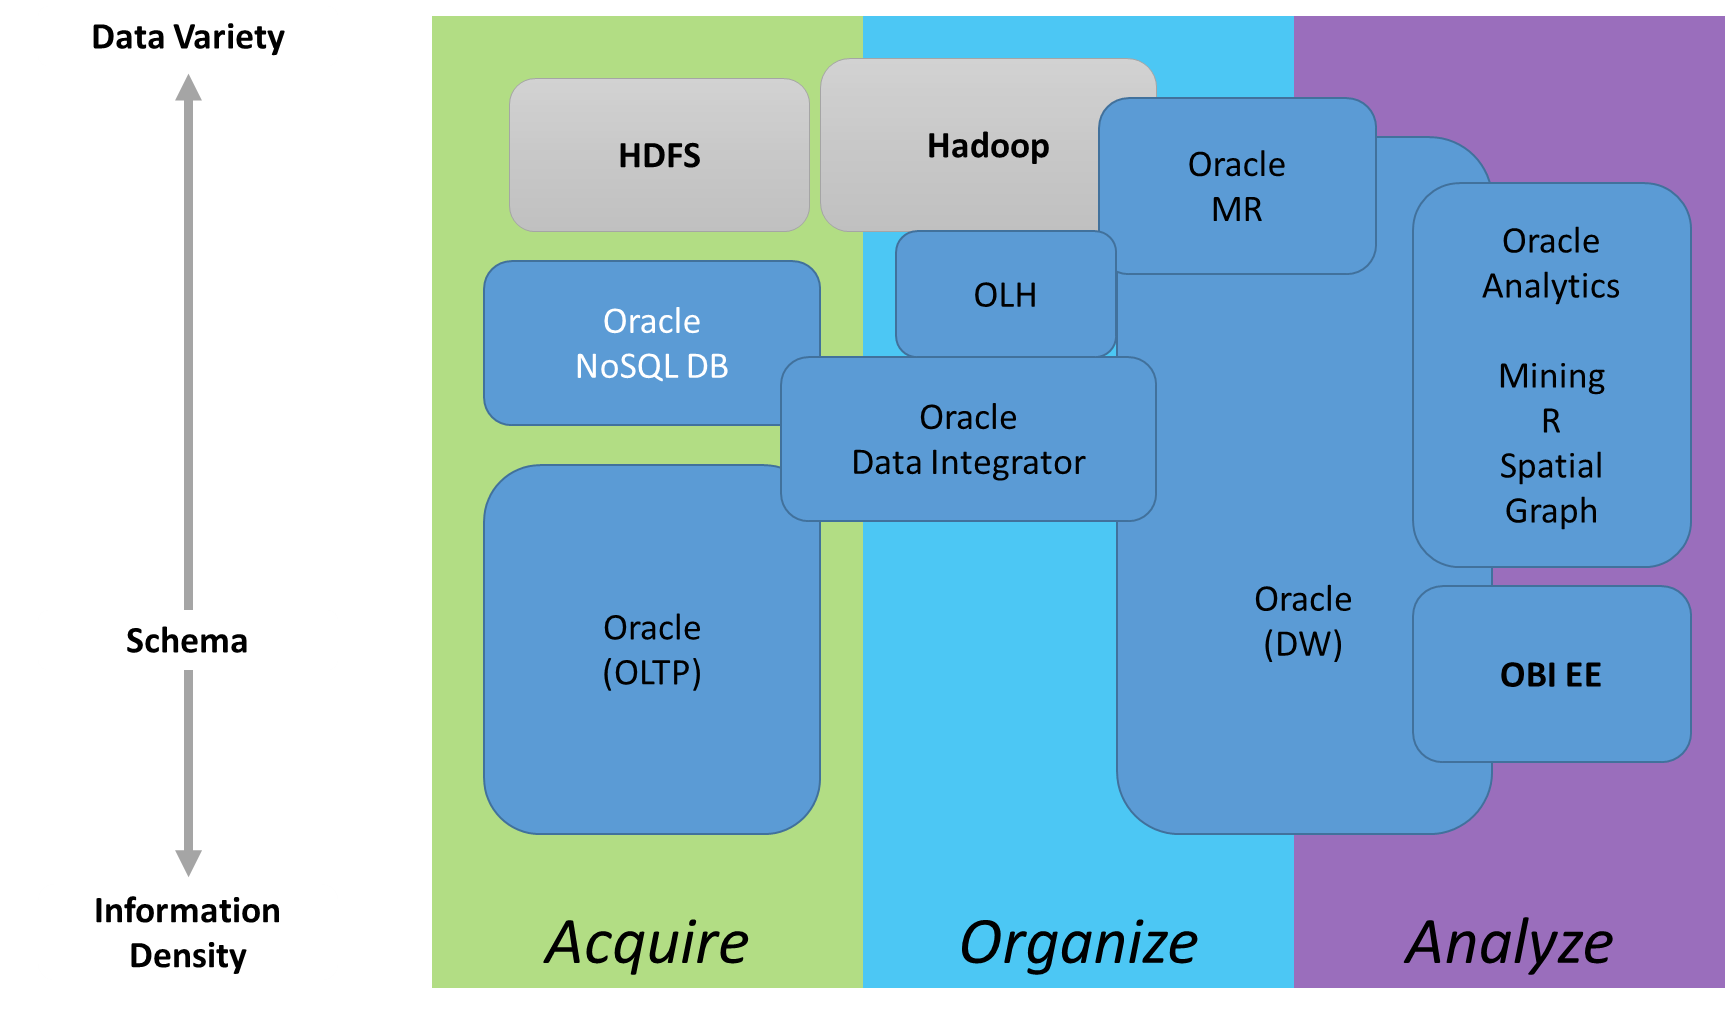 Data Variety
Schema
Information
Density
HDFS
Hadoop
Oracle
MR
Oracle
NoSQL DB
OLH
Oracle
Data Integrator
Oracle
(OLTP)
Oracle
(DW)
Oracle
Analytics
Mining
R
Spatial
Graph
OBI EE
Acquire
Organize
Analyze